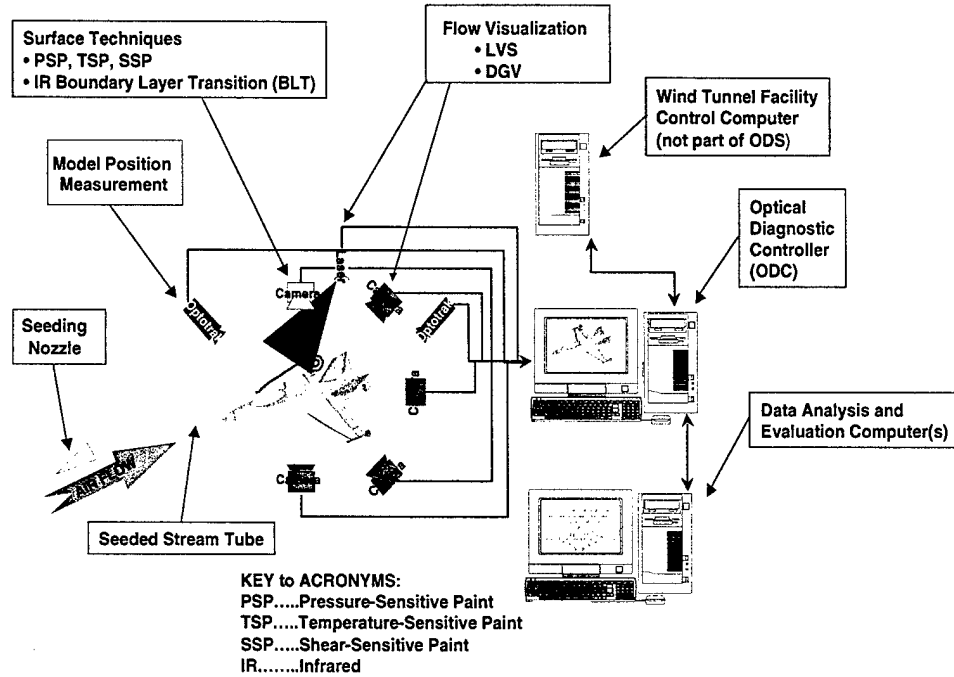 Surface Techniques
• PSP, TSP, SSP
• IR Boundary Layer Transition (BLT)
Flow Visualization
• LVS
• DGV
Wind Tunnel Facility
Control Computer
(not part of ODS)
Model Position
Measurement
Optical
Diagnostic
Controller
(ODC)
Laser
Camera
Camera
Optotrak
Optotrak
Seeding
Nozzle
Camera
Data Analysis and
Evaluation Computer(s)
AIR FLOW
Camera
Camera
Seeded Stream Tube
KEY to ACRONYMS:
PSP.....Pressure-Sensitive Paint
TSP.....Temperature-Sensitive Paint
SSP.....Shear-Sensitive Paint
IR.......Infrared